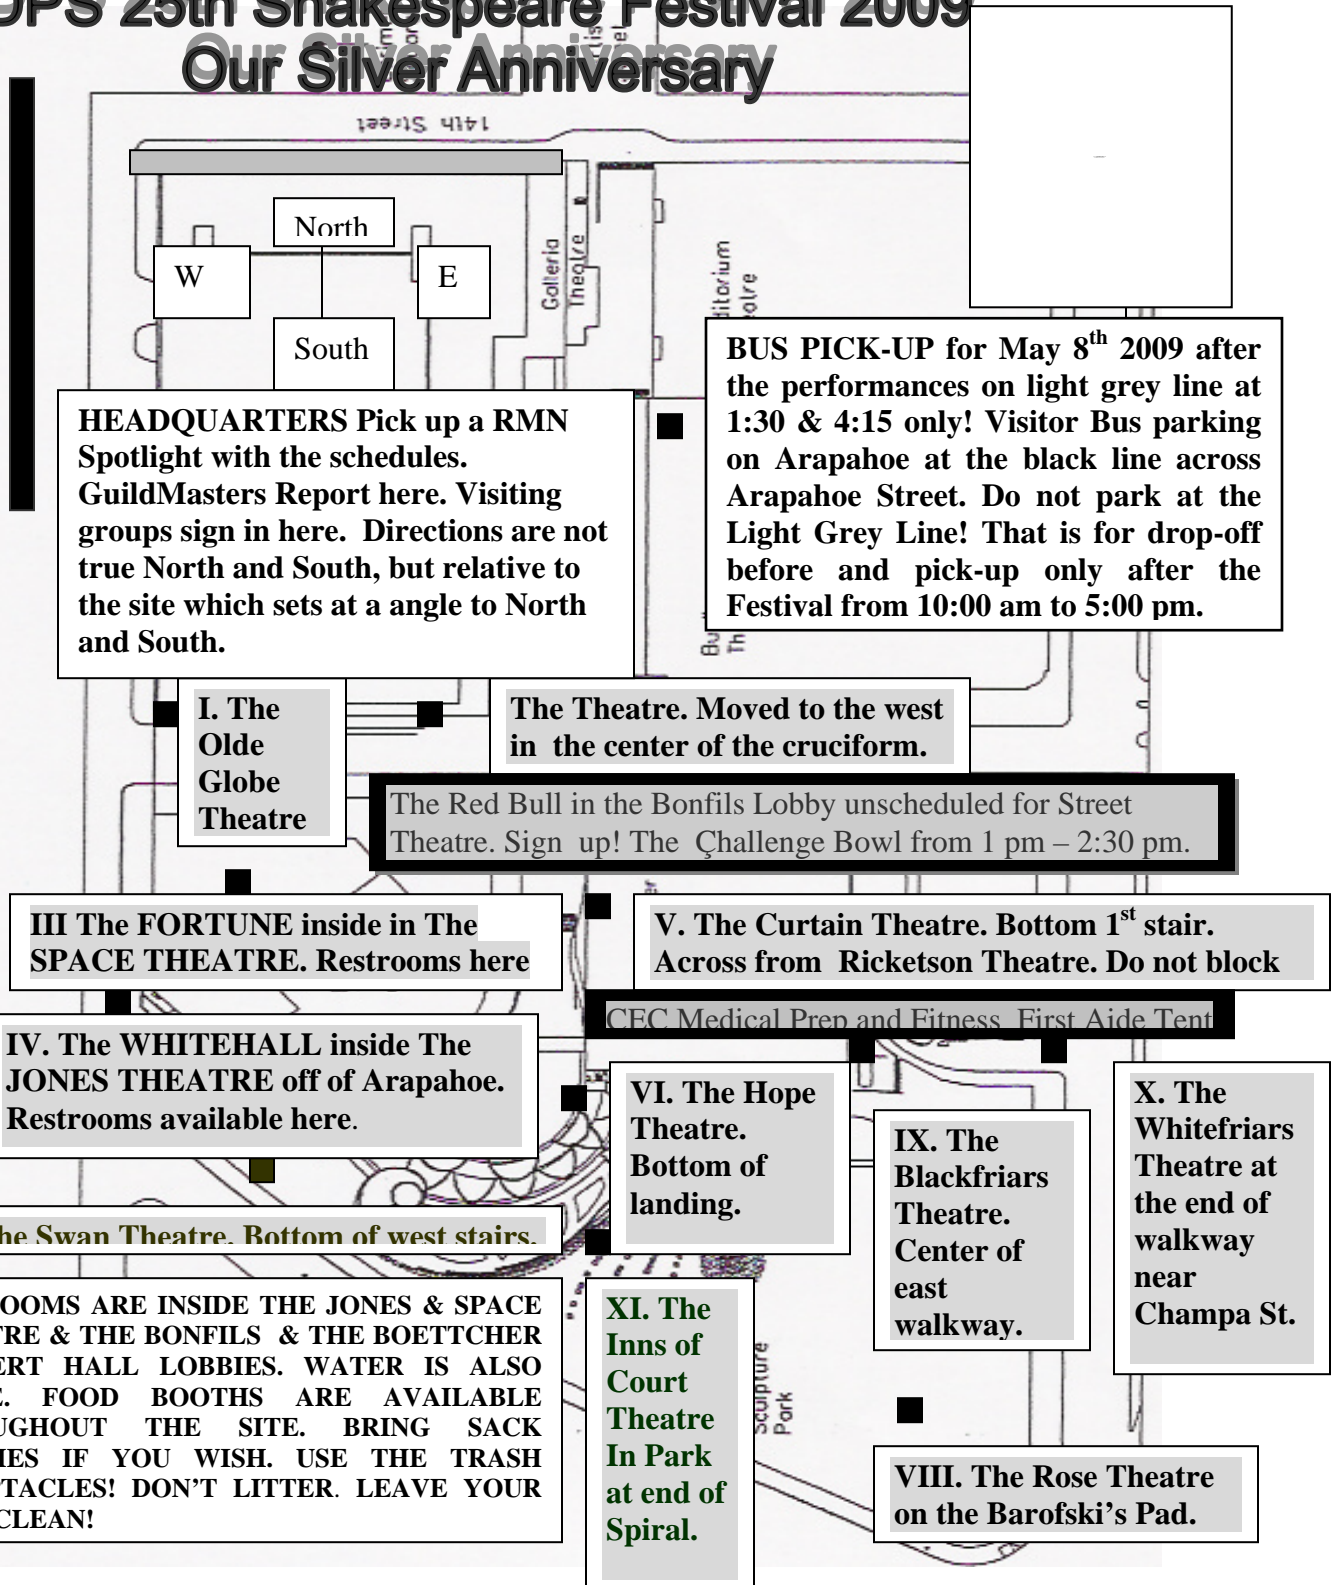 25th Shakespeare Festival 2009
Our Silver Anniversary
14th Street
North
W
E
South
Galleria
Theatre
BUS PICK-UP for May 8th 2009 after
the performances on light grey line at
1:30 & 4:15 only! Visitor Bus parking
on Arapahoe at the black line across
Arapahoe Street. Do not park at the
Light Grey Line! That is for drop-off
before and pick-up only after the
Festival from 10:00 am to 5:00 pm.
HEADQUARTERS Pick up a RMN
Spotlight with the schedules.
GuildMasters Report here. Visiting
groups sign in here. Directions are not
true North and South, but relative to
the site which sets at a angle to North
and South.
I. The
Olde
Globe
Theatre
The Theatre. Moved to the west
in the center of the cruciform.
The Red Bull in the Bonfils Lobby unscheduled for Street
Theatre. Sign up! The Çhallenge Bowl from 1 pm – 2:30 pm.
III The FORTUNE inside in The
SPACE THEATRE. Restrooms here
V. The Curtain Theatre. Bottom 1st stair.
Across from Ricketson Theatre. Do not block
CEC Medical Prep and Fitness First Aide Tent
IV. The WHITEHALL inside The
JONES THEATRE off of Arapahoe.
Restrooms available here.
VI. The Hope
Theatre.
Bottom of
landing.
IX. The
Blackfriars
Theatre.
Center of
east
walkway.
X. The
Whitefriars
Theatre at
the end of
walkway
near
Champa St.
Swan Theatre. Bottom of west stairs.
ARE INSIDE THE JONES & SPACE
& THE BONFILS & THE BOETTCHER
HALL LOBBIES. WATER IS ALSO
FOOD BOOTHS ARE AVAILABLE
THE SITE. BRING SACK
IF YOU WISH. USE THE TRASH
DON'T LITTER. LEAVE YOUR
CLEAN!
XI. The
Inns of
Court
Theatre
In Park
at end of
Spiral.
Sculpture
Park
VIII. The Rose Theatre
on the Barofski's Pad.